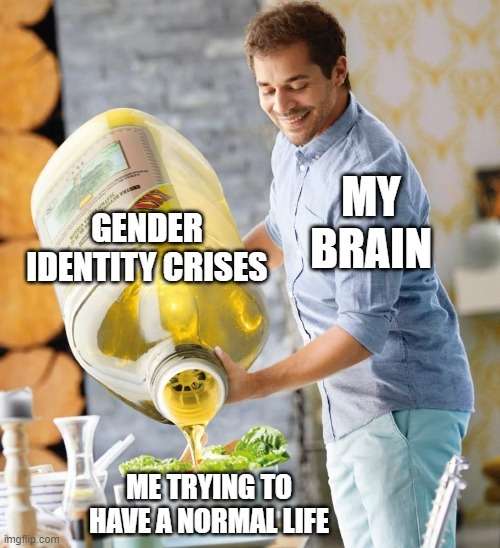 GENDER
IDENTITY CRISES
MY
BRAIN
ME TRYING TO
HAVE A NORMAL LIFE
imgflip.com